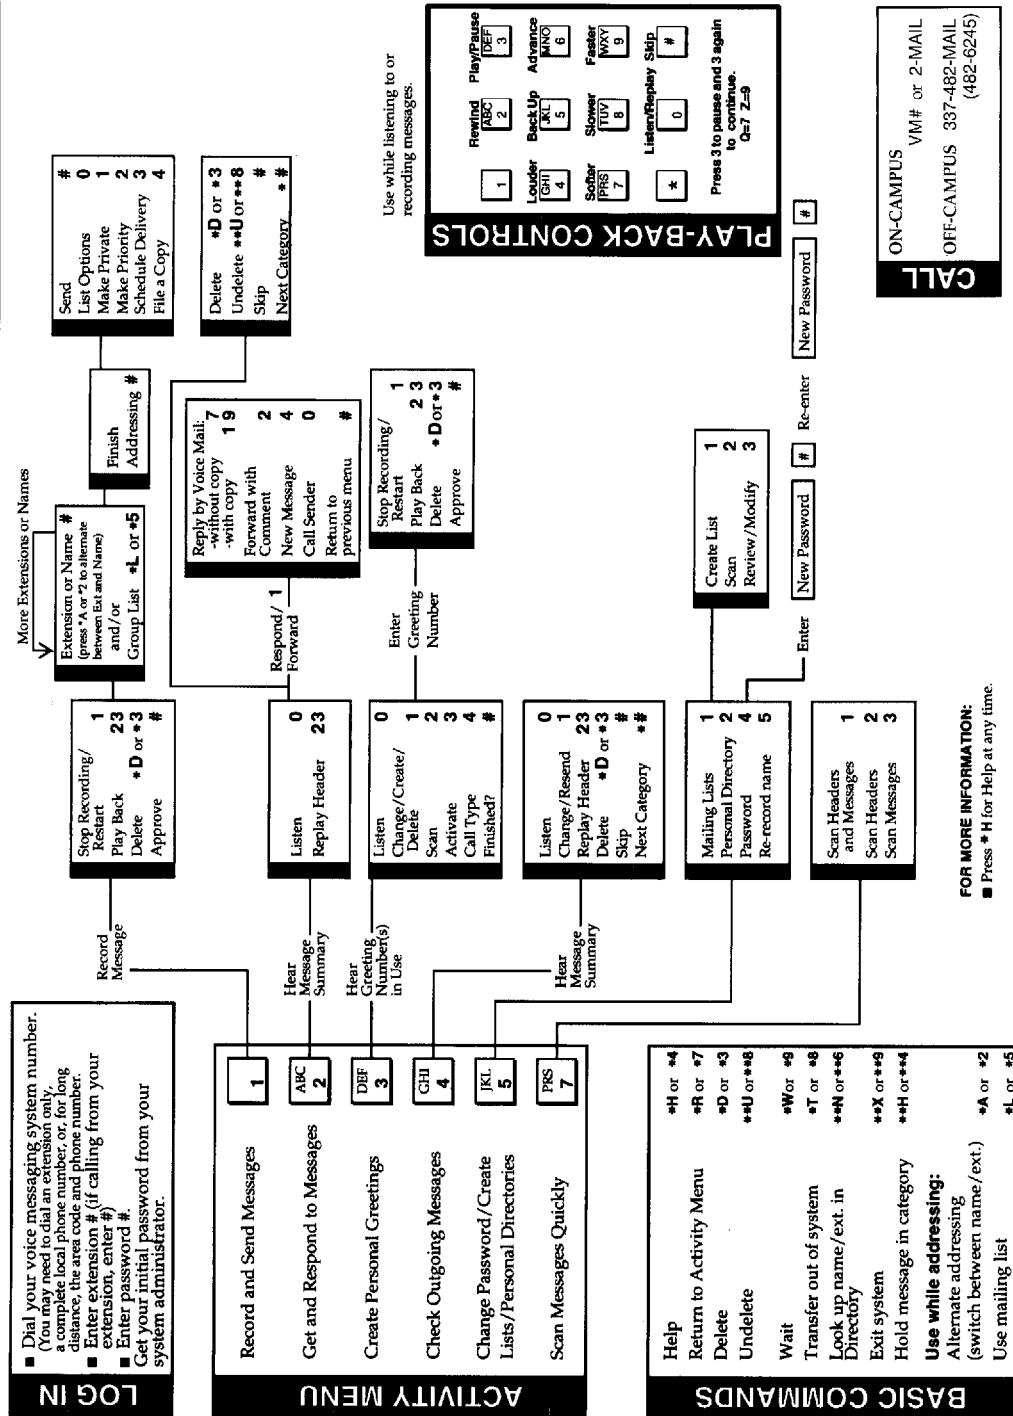 LOG IN
■ Dial your voice messaging system number.
(You may need to dial an extension only,
a complete local phone number, or, for long
distance, the area code and phone number.
■ Enter extension # (if calling from your
extension, enter #)
■ Enter password #.
Get your initial password from your
system administrator.
ACTIVITY MENU
Record and Send Messages 1
Get and Respond to Messages ABC 2
Create Personal Greetings DEF 3
Check Outgoing Messages GHI 4
Change Password/Create
Lists/Personal Directories JKL 5
Scan Messages Quickly PRS 7
BASIC COMMANDS
Help *H or *4
Return to Activity Menu *R or *7
Delete *D or *3
Undelete **U or **8
Wait *W or *9
Transfer out of system *T or *8
Look up name/ext. in
Directory **N or **6
Exit system **X or **9
Hold message in category **H or **4
Use while addressing:
Alternate addressing
(switch between name/ext.) *A or *2
Use mailing list *L or *5
Record
Message
Stop Recording/
Restart 1
Play Back 23
Delete *D or *3
Approve #
More Extensions or Names
Extension or Name #
(press *A or *2 to alternate
between Ext and Name)
and/or
Group List *L or *5
Finish
Addressing #
Send #
List Options 0
Make Private 1
Make Priority 2
Schedule Delivery 3
File a Copy 4
Hear
Message
Summary
Listen 0
Replay Header 23
Respond/ 1
Forward
Reply by Voice Mail:
-without copy 7
-with copy 1 9
Forward with
Comment 2
New Message 4
Call Sender 0
Return to
previous menu #
Delete *D or *3
Undelete **U or **8
Skip #
Next Category *#
Hear
Greeting
Number(s)
in Use
Listen 0
Change/Create/
Delete 1
Scan 2
Activate 3
Call Type 4
Finished? #
Enter
Greeting
Number
Stop Recording/
Restart 1
Play Back 2 3
Delete *D or *3
Approve #
Hear
Message
Summary
Listen 0
Change/Resend 1
Replay Header 23
Delete *D or *3
Skip #
Next Category *#
Mailing Lists 1
Personal Directory 2
Password 4
Re-record name 5
Create List 1
Scan 2
Review/Modify 3
Enter New Password # Re-enter New Password #
Scan Headers
and Messages 1
Scan Headers 2
Scan Messages 3
FOR MORE INFORMATION:
■ Press *H for Help at any time.
Use while listening to or
recording messages.
PLAY-BACK CONTROLS
Rewind Play/Pause
1 ABC 2 DEF 3
Louder Back Up Advance
GHI 4 JKL 5 MNO 6
Softer Slower Faster
PRS 7 TUV 8 WXY 9
Listen/Replay Skip
* 0 #
Press 3 to pause and 3 again
to continue.
Q=7 Z=9
CALL
ON-CAMPUS VM# or 2-MAIL
OFF-CAMPUS 337-482-MAIL
(482-6245)